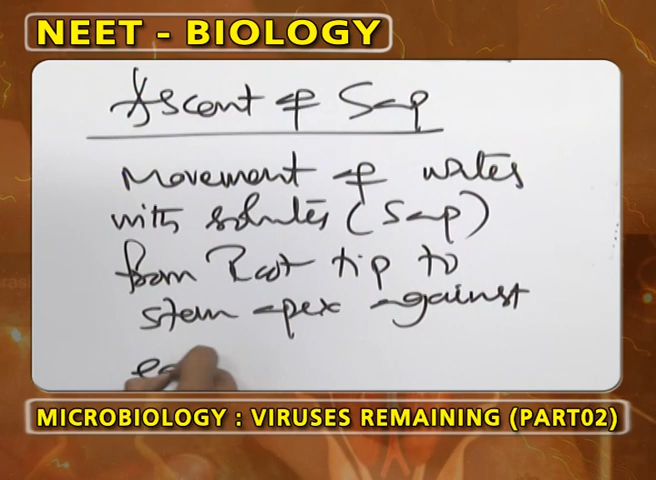 NEET - BIOLOGY
Ascent of Sap
Movement of water
with solutes (Sap)
from Root tip to
stem apex against
MICROBIOLOGY : VIRUSES REMAINING (PART02)